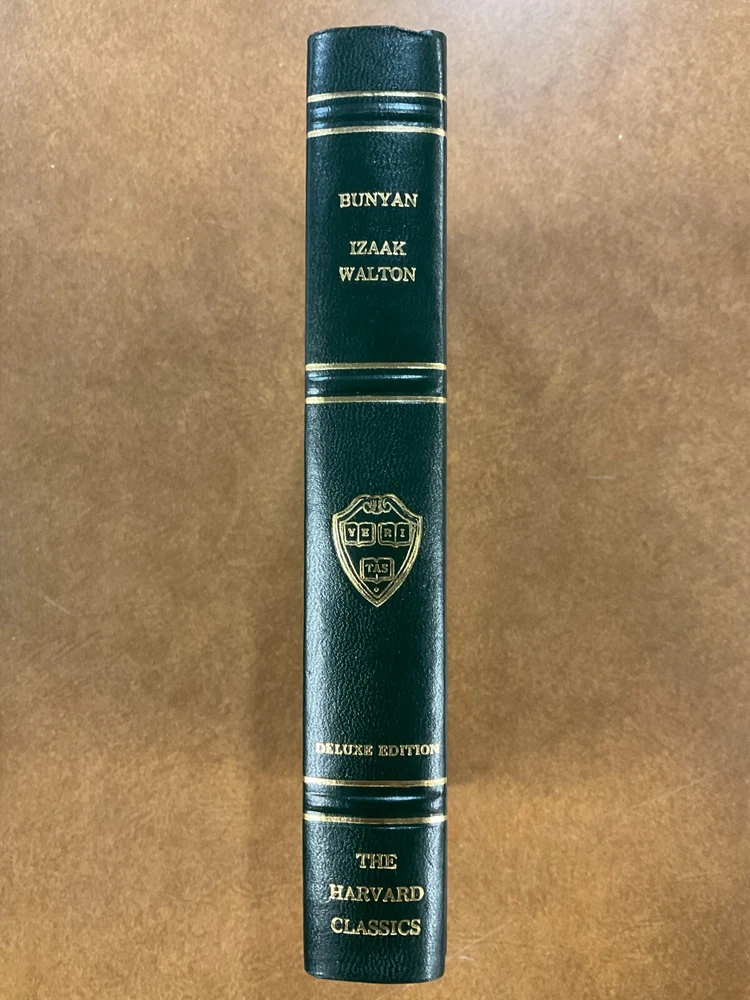 BUNYAN
IZAAK
WALTON
VE RI
TAS
DELUXE EDITION
THE
HARVARD
CLASSICS